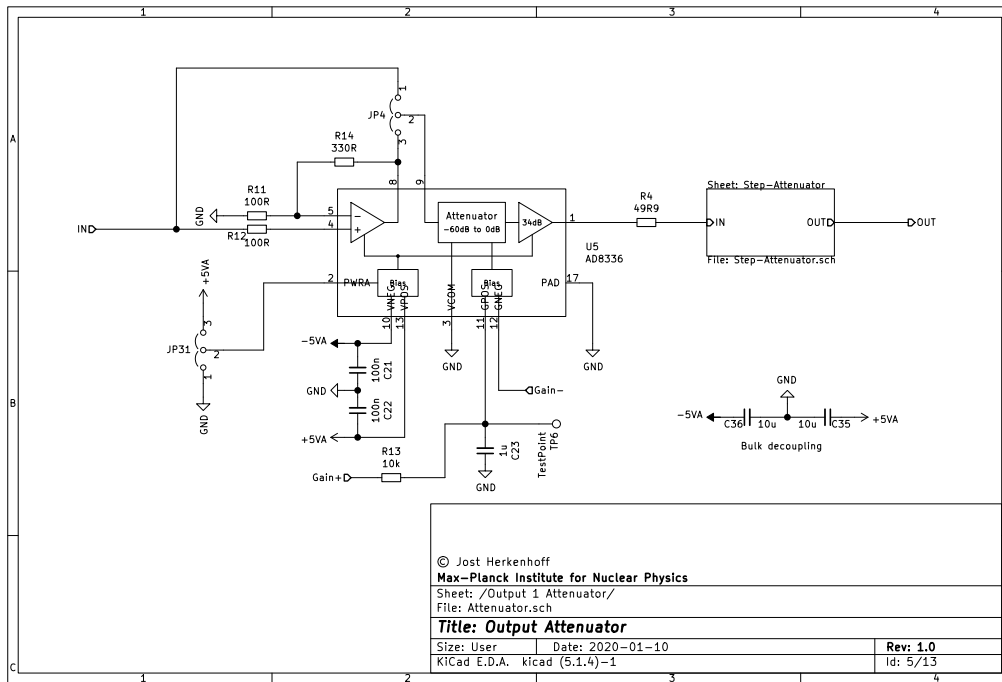 1 2 3 4
A
B
C
JP4
1
2
3
R14
330R
8
9
R11
100R
GND
5
4
R12
100R
IND
Attenuator
-60dB to 0dB
34dB
1
U5
AD8336
R4
49R9
Sheet: Step-Attenuator
IN
OUT
File: Step-Attenuator.sch
OUT
+5VA
2
PWRA
Bias
Bias
PAD
17
VNEG
VPOS
VCOM
GPOS
GNEG
10
13
3
11
12
JP31
3
2
1
GND
-5VA
100n
C21
GND
100n
C22
+5VA
GND
GND
Gain-
R13
10k
Gain+
1u
C23
GND
TestPoint
TP6
GND
-5VA
C36
10u
10u
C35
+5VA
Bulk decoupling
© Jost Herkenhoff
Max-Planck Institute for Nuclear Physics
Sheet: /Output 1 Attenuator/
File: Attenuator.sch
Title: Output Attenuator
Size: User Date: 2020-01-10 Rev: 1.0
KiCad E.D.A. kicad (5.1.4)-1 Id: 5/13
1 2 4